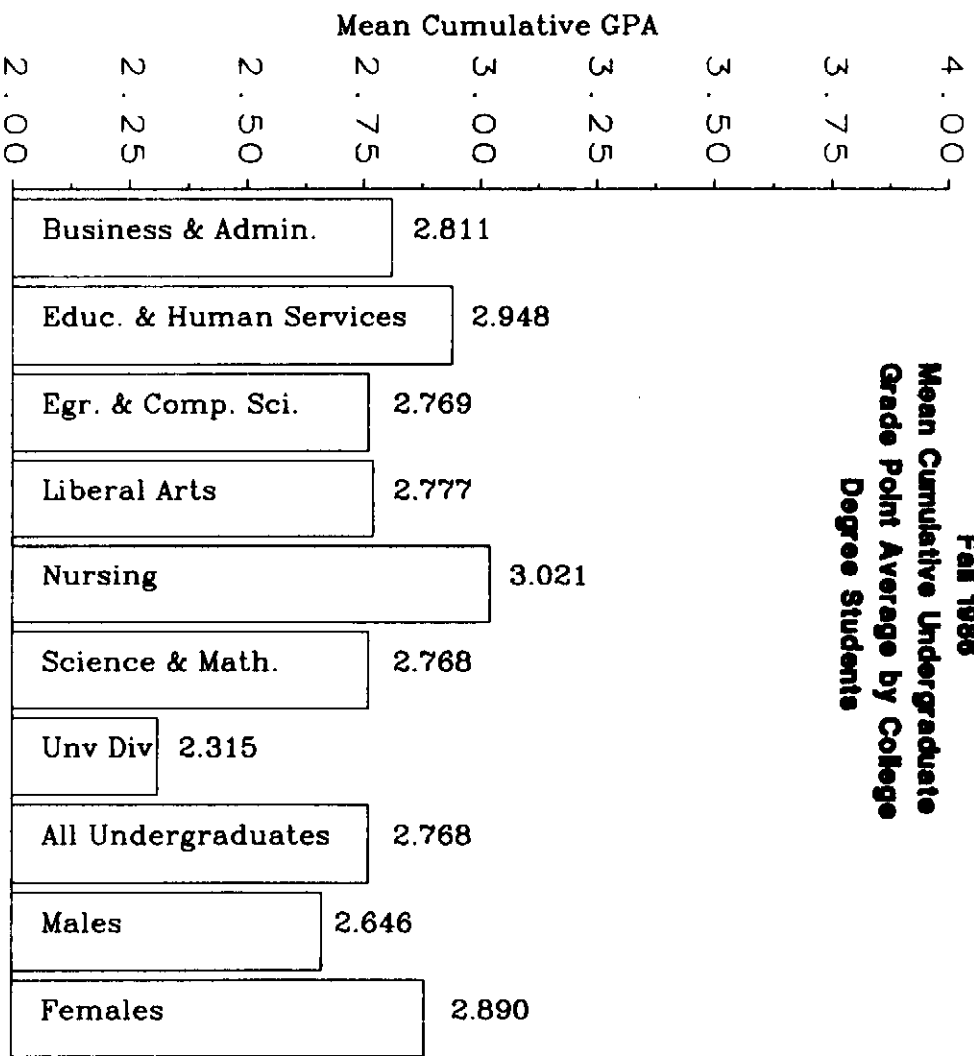 Fall
Mean Cumulative Undergraduate
Grade Point Average by College
Degree Students
Mean Cumulative GPA
2.00
2.25
2.50
2.75
3.00
3.25
3.50
3.75
4.00
Business & Admin. 2.811
Educ. & Human Services 2.948
Egr. & Comp. Sci. 2.769
Liberal Arts 2.777
Nursing 3.021
Science & Math. 2.768
Unv Div 2.315
All Undergraduates 2.768
Males 2.646
Females 2.890